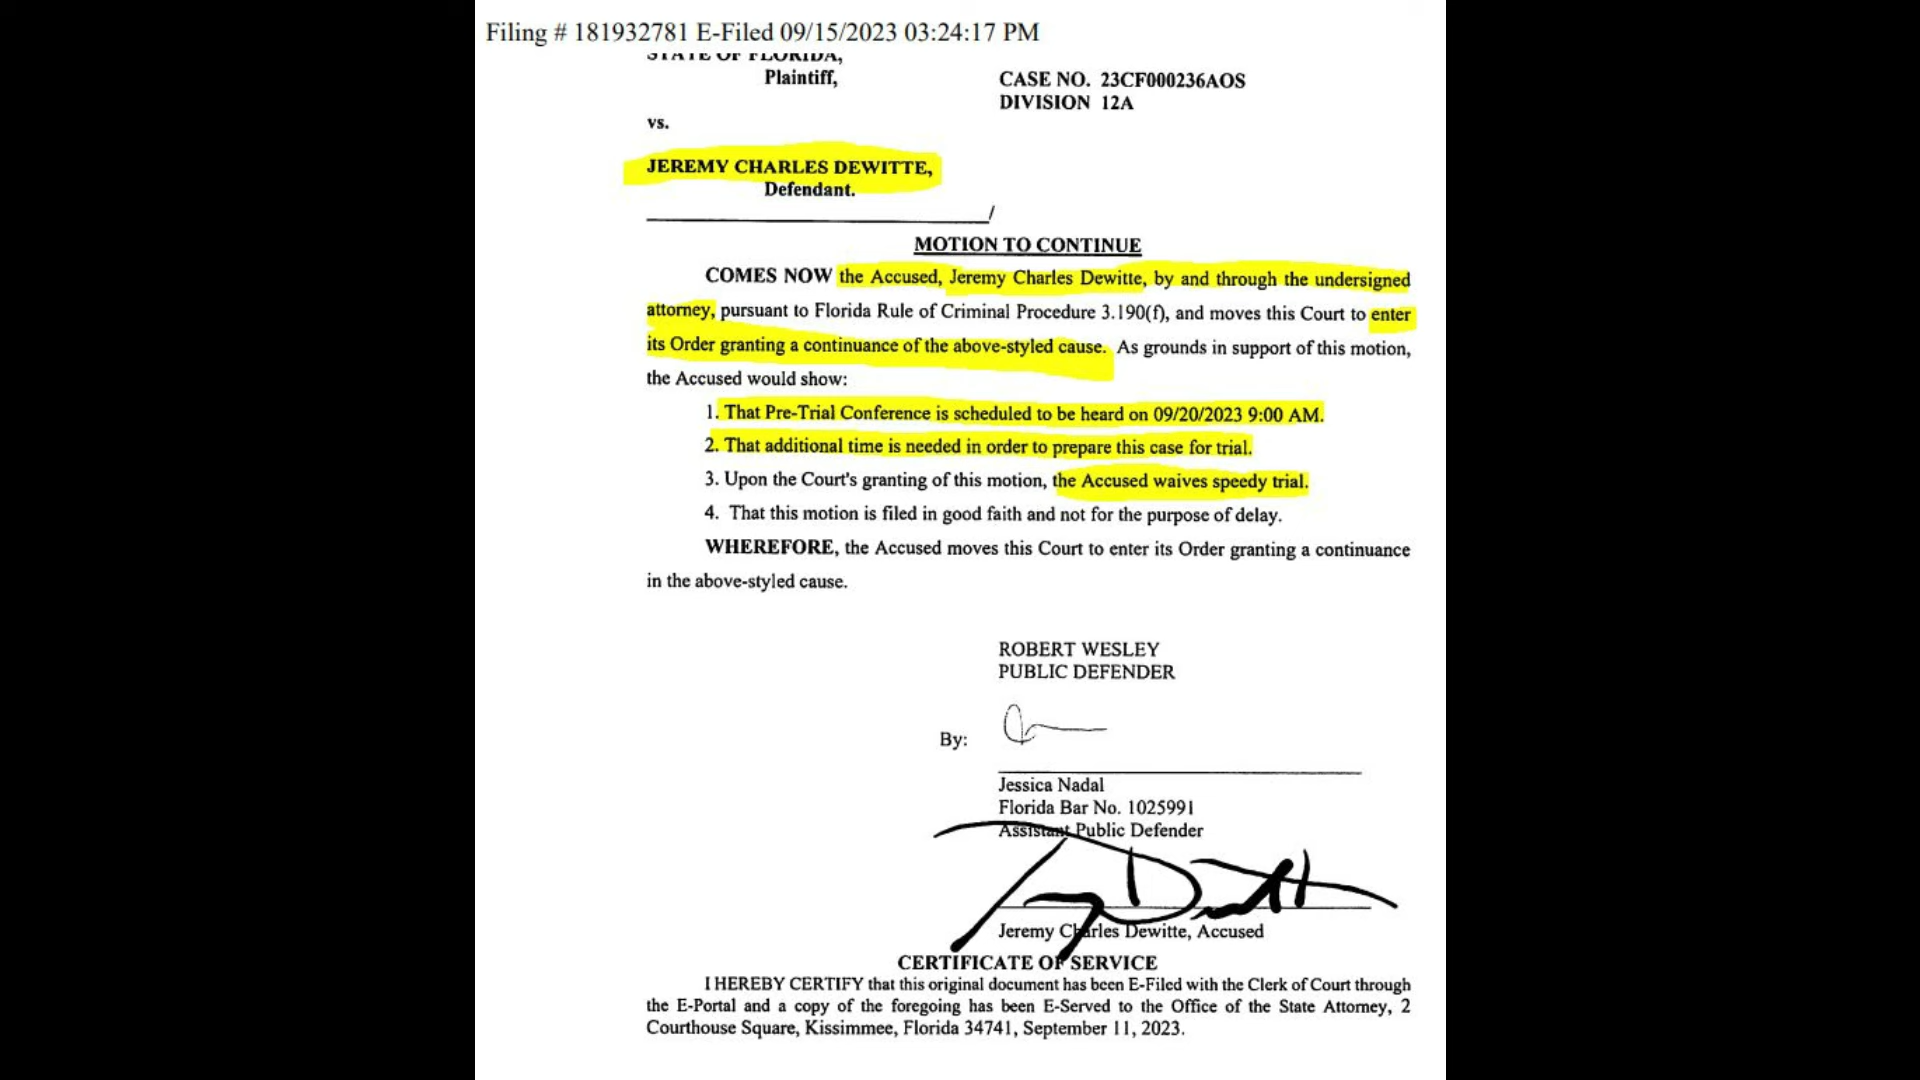 Filing # 181932781 E-Filed 09/15/2023 03:24:17 PM
STATE OF FLORIDA,
Plaintiff,
CASE NO. 23CF000236AOS
DIVISION 12A
vs.
JEREMY CHARLES DEWITTE,
Defendant.
/
MOTION TO CONTINUE
COMES NOW the Accused, Jeremy Charles Dewitte, by and through the undersigned
attorney, pursuant to Florida Rule of Criminal Procedure 3.190(f), and moves this Court to enter
its Order granting a continuance of the above-styled cause. As grounds in support of this motion,
the Accused would show:
1. That Pre-Trial Conference is scheduled to be heard on 09/20/2023 9:00 AM.
2. That additional time is needed in order to prepare this case for trial.
3. Upon the Court's granting of this motion, the Accused waives speedy trial.
4. That this motion is filed in good faith and not for the purpose of delay.
WHEREFORE, the Accused moves this Court to enter its Order granting a continuance
in the above-styled cause.
ROBERT WESLEY
PUBLIC DEFENDER
By:
Jessica Nadal
Florida Bar No. 1025991
Assistant Public Defender
Jeremy Charles Dewitte, Accused
CERTIFICATE OF SERVICE
I HEREBY CERTIFY that this original document has been E-Filed with the Clerk of Court through
the E-Portal and a copy of the foregoing has been E-Served to the Office of the State Attorney, 2
Courthouse Square, Kissimmee, Florida 34741, September 11, 2023.